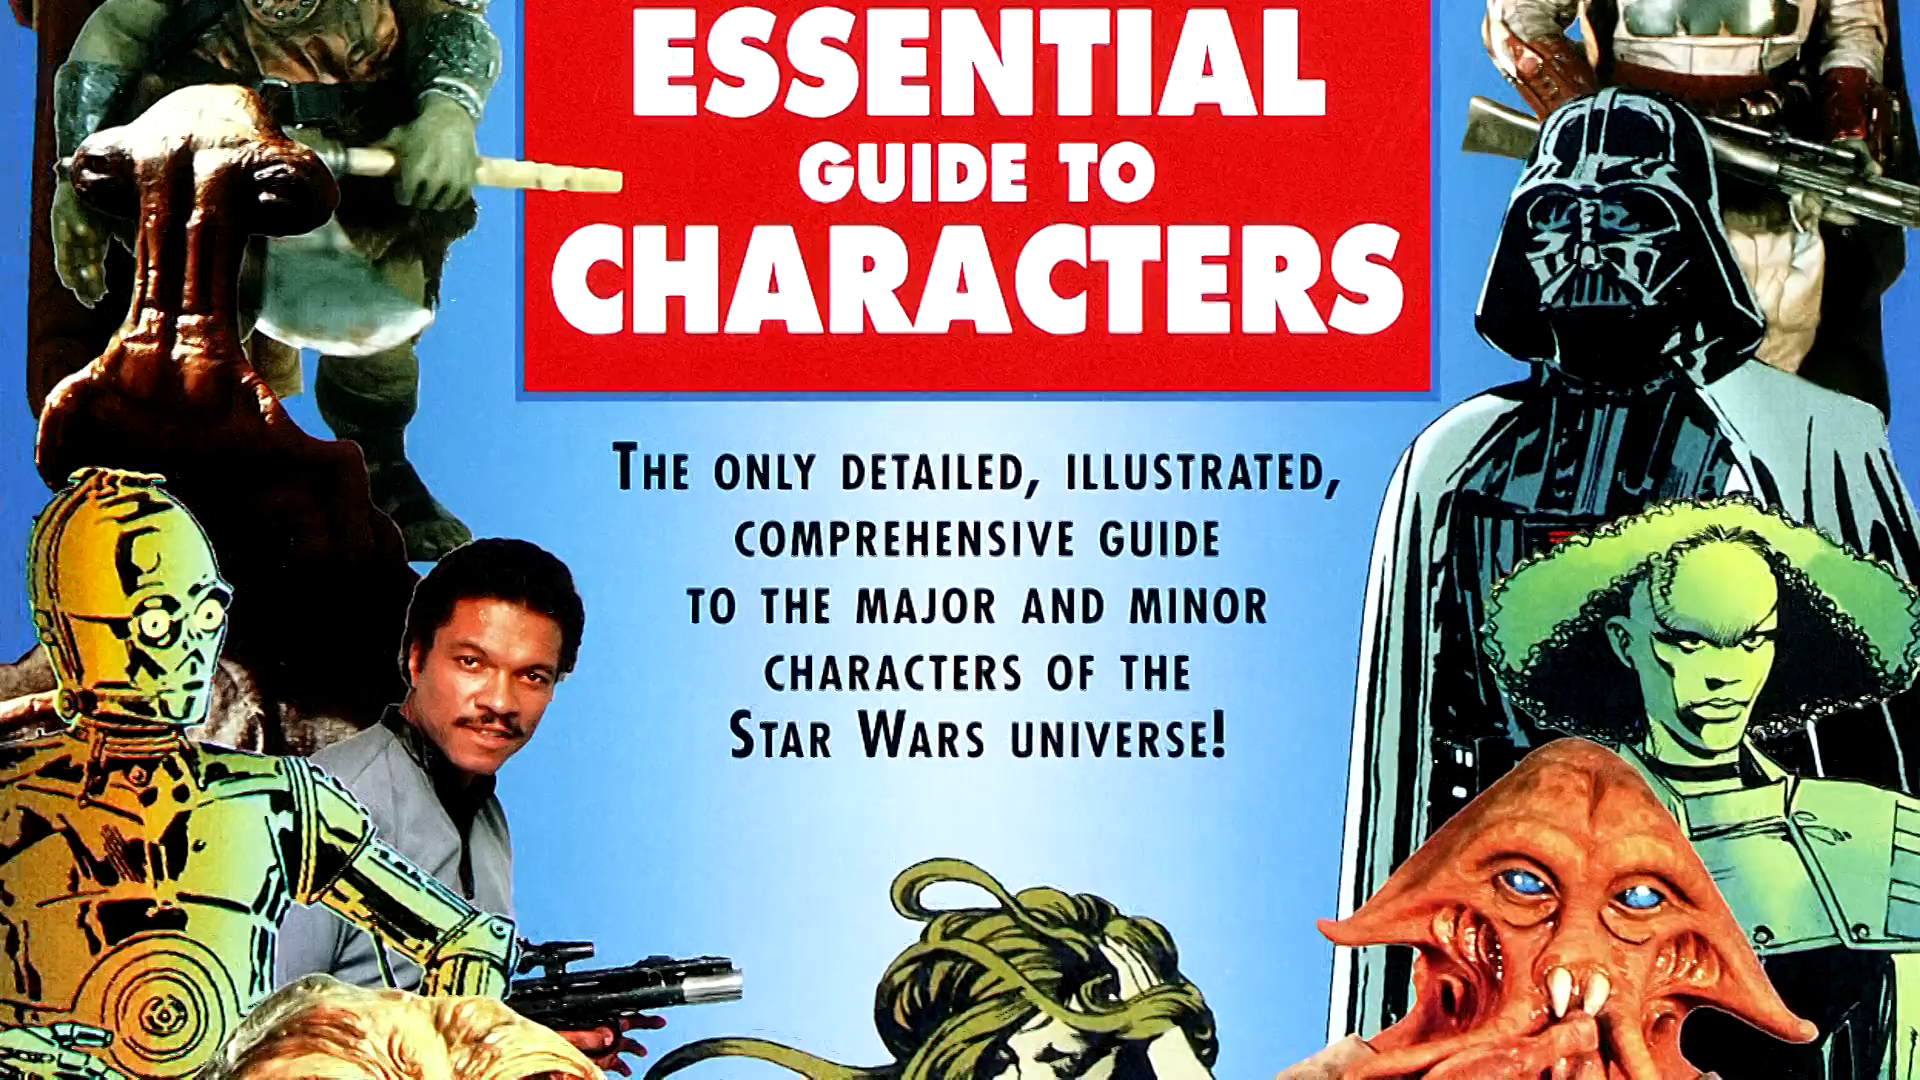 ESSENTIAL
GUIDE TO
CHARACTERS
THE ONLY DETAILED, ILLUSTRATED,
COMPREHENSIVE GUIDE
TO THE MAJOR AND MINOR
CHARACTERS OF THE
STAR WARS UNIVERSE!